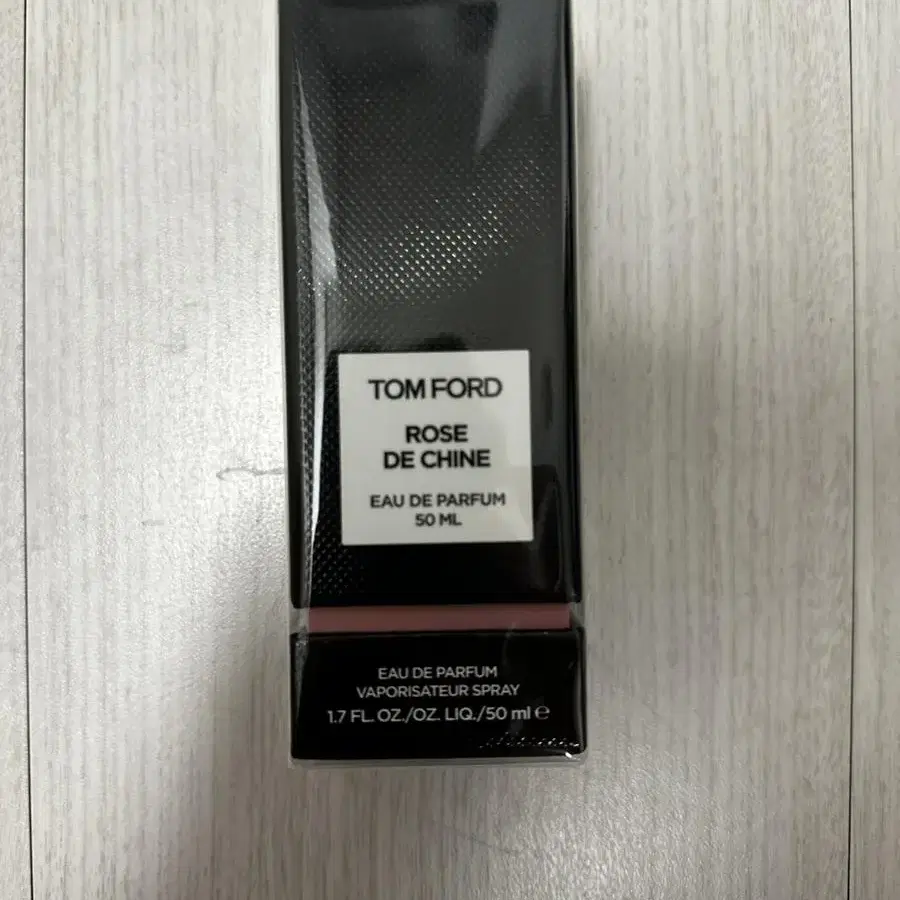 TOM FORD
ROSE
DE CHINE
EAU DE PARFUM
50 ML
EAU DE PARFUM
VAPORISATEUR SPRAY
1.7 FL. OZ./OZ. LIQ./50 ml ℮